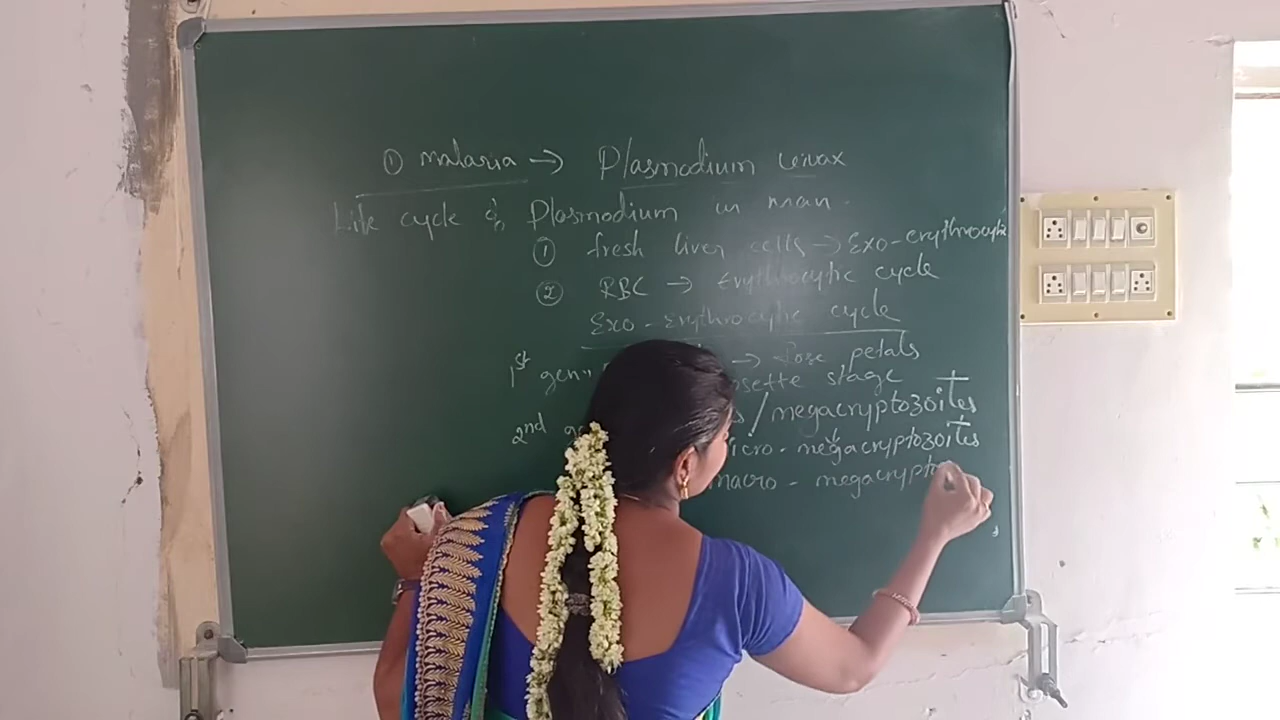 ① malaria → Plasmodium vivax
Life cycle of Plasmodium in man.
① fresh liver cells → Exo-erythrocytic
② RBC → Erythrocytic cycle
Exo-Erythrocytic cycle
1st gen → Rose petals
stage
2nd / megacryptozoites
micro - megacryptozoites
macro - megacrypto